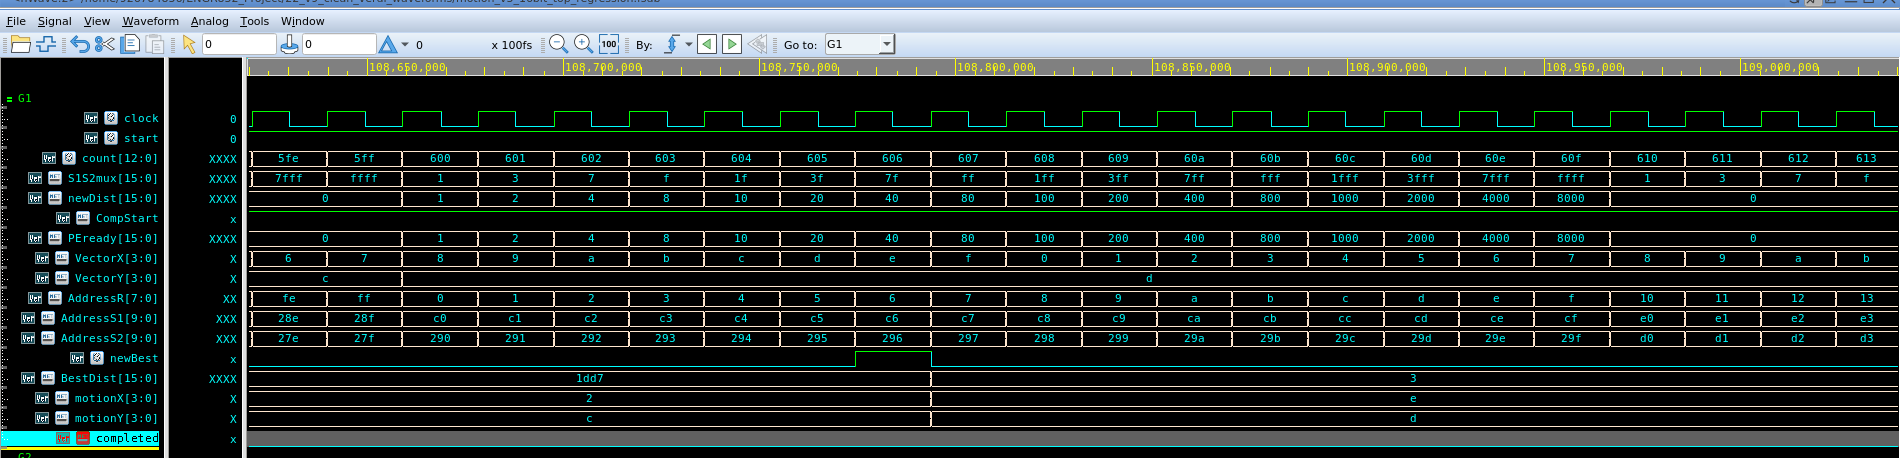 File Signal View Waveform Analog Tools Window
0 0 0 x 100fs 100 By: Go to: G1
108,650,000 108,700,000 108,750,000 108,800,000 108,850,000 108,900,000 108,950,000 109,000,000
G1
clock 0
start 0
count[12:0] XXXX 5fe 5ff 600 601 602 603 604 605 606 607 608 609 60a 60b 60c 60d 60e 60f 610 611 612 613
S1S2mux[15:0] XXXX 7fff ffff 1 3 7 f 1f 3f 7f ff 1ff 3ff 7ff fff 1fff 3fff 7fff ffff 1 3 7 f
newDist[15:0] XXXX 0 1 2 4 8 10 20 40 80 100 200 400 800 1000 2000 4000 8000 0
CompStart x
PEready[15:0] XXXX 0 1 2 4 8 10 20 40 80 100 200 400 800 1000 2000 4000 8000 0
VectorX[3:0] X 6 7 8 9 a b c d e f 0 1 2 3 4 5 6 7 8 9 a b
VectorY[3:0] X c d
AddressR[7:0] XX fe ff 0 1 2 3 4 5 6 7 8 9 a b c d e f 10 11 12 13
AddressS1[9:0] XXX 28e 28f c0 c1 c2 c3 c4 c5 c6 c7 c8 c9 ca cb cc cd ce cf e0 e1 e2 e3
AddressS2[9:0] XXX 27e 27f 290 291 292 293 294 295 296 297 298 299 29a 29b 29c 29d 29e 29f d0 d1 d2 d3
newBest x
BestDist[15:0] XXXX 1dd7 3
motionX[3:0] X 2 e
motionY[3:0] X c d
completed x
G2